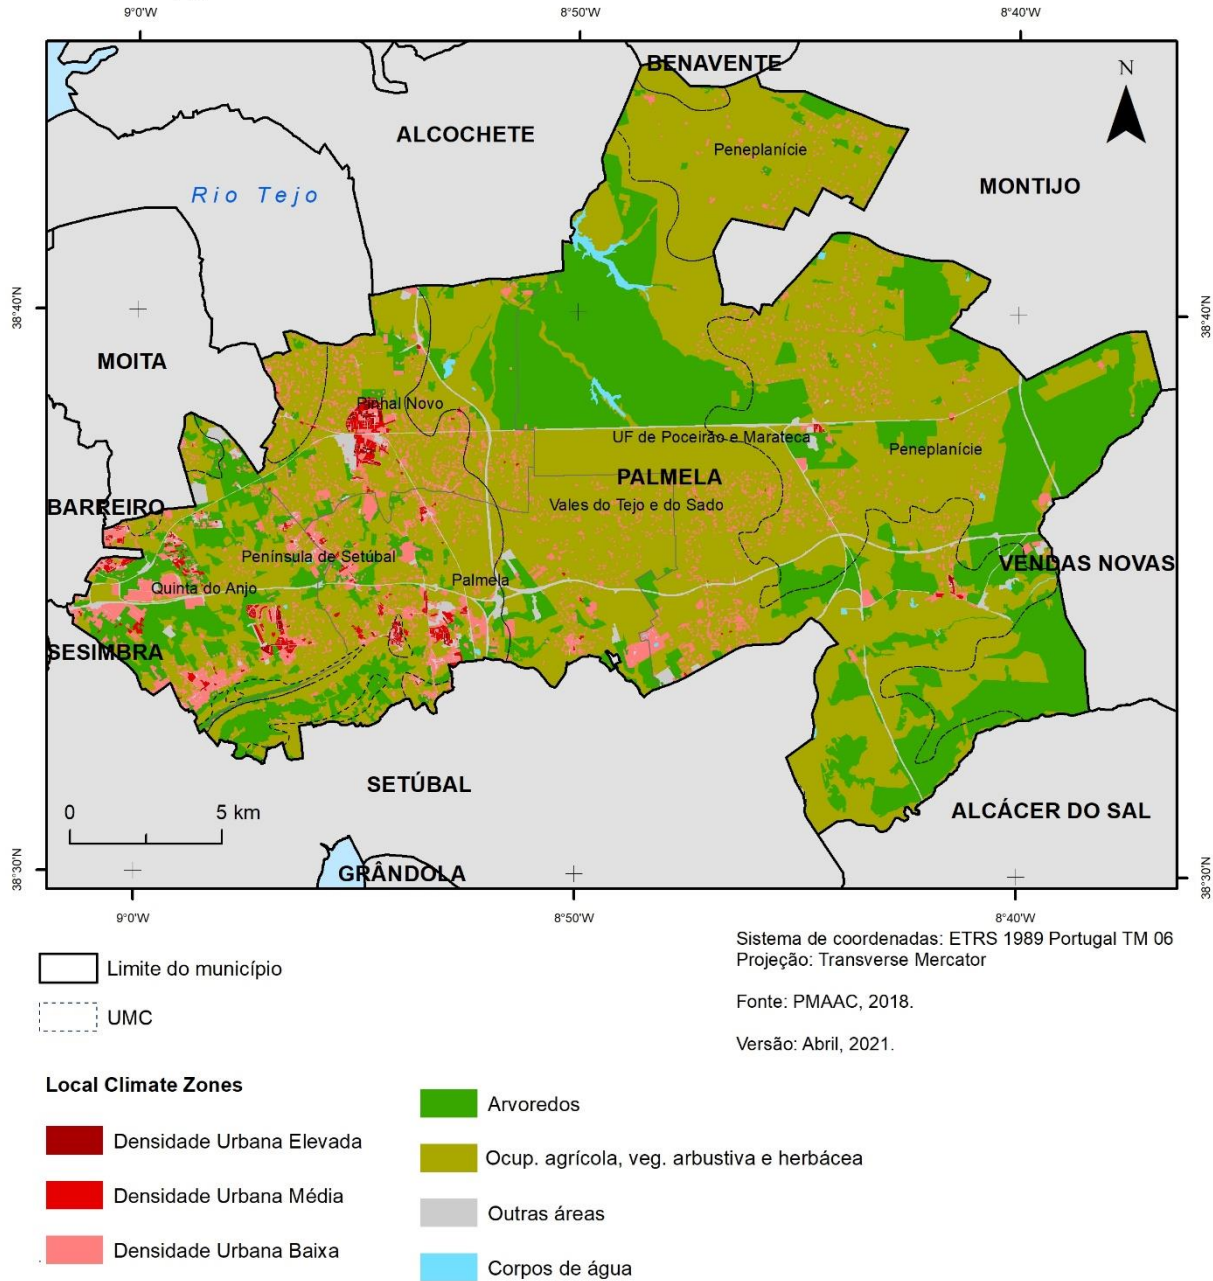 9°0'W 8°50'W 8°40'W
BENAVENTE
N
ALCOCHETE
Peneplanície
MONTIJO
Rio Tejo
38°40'N
38°40'N
MOITA
Pinhal Novo
UF de Poceirão e Marateca
Peneplanície
PALMELA
Vales do Tejo e do Sado
BARREIRO
Península de Setúbal
VENDAS NOVAS
Palmela
Quinta do Anjo
SESIMBRA
SETÚBAL
0 5 km
ALCÁCER DO SAL
GRÂNDOLA
38°30'N
38°30'N
9°0'W 8°50'W 8°40'W
Limite do município
UMC
Sistema de coordenadas: ETRS 1989 Portugal TM 06
Projeção: Transverse Mercator
Fonte: PMAAC, 2018.
Versão: Abril, 2021.
Local Climate Zones
Densidade Urbana Elevada
Densidade Urbana Média
Densidade Urbana Baixa
Arvoredos
Ocup. agrícola, veg. arbustiva e herbácea
Outras áreas
Corpos de água